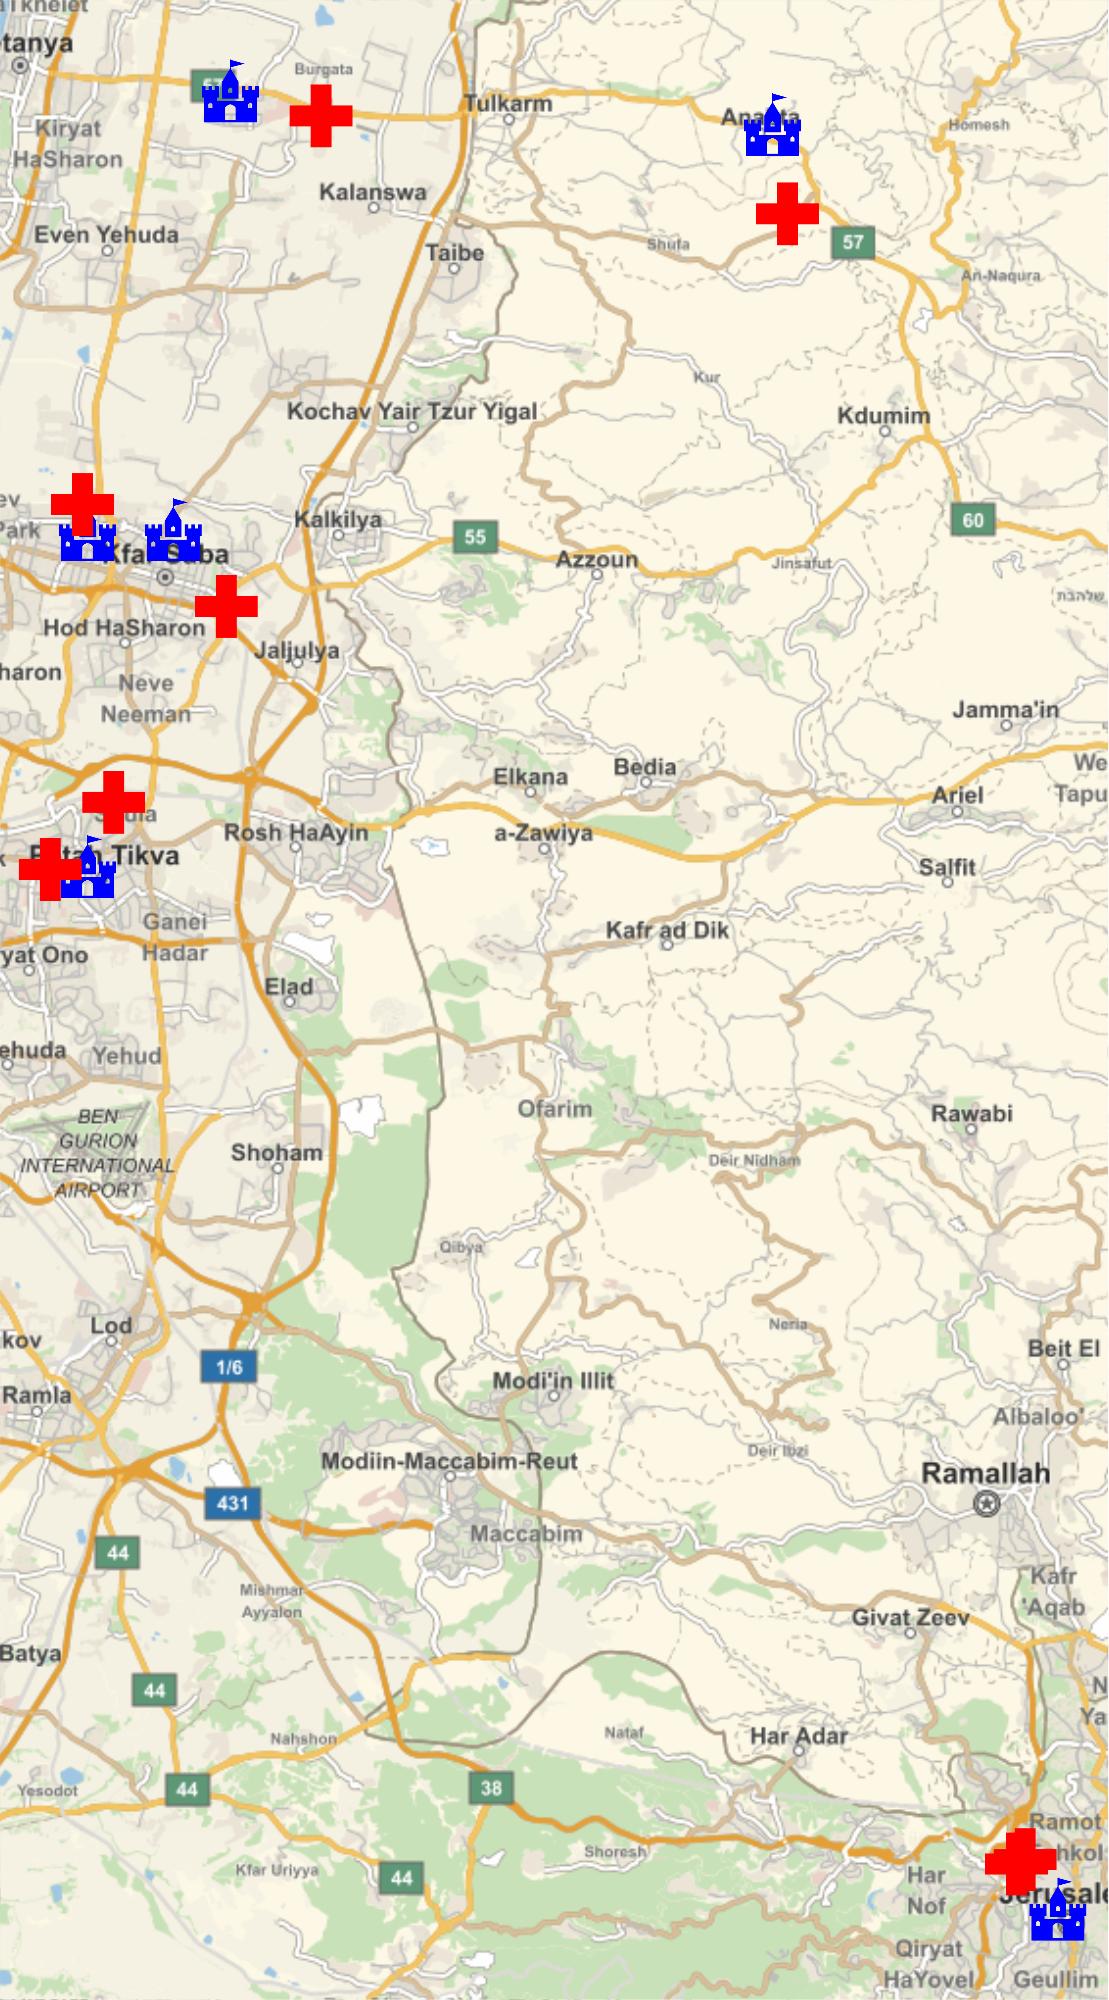 tanya
Burgata
Tulkarm
Homesh
Kiryat
HaSharon
Kalanswa
Even Yehuda
Taibe
Shufa
57
An-Naqura
Kur
Kochav Yair Tzur Yigal
Kdumim
ev
Park
Kalkilya
60
55
Azzoun
Jinsafut
שלהבת
Hod HaSharon
Jaljulya
haron
Neve
Neeman
Jamma'in
Elkana
Bedia
We
Tapu
Ariel
Rosh HaAyin
a-Zawiya
Tikva
Salfit
Ganei
Hadar
Kafr ad Dik
yat Ono
Elad
ehuda
Yehud
Ofarim
Rawabi
BEN
GURION
INTERNATIONAL
AIRPORT
Shoham
Deir Nidham
Qibya
Lod
kov
Neria
Beit El
1/6
Modi'in Illit
Ramla
Albaloo'
Deir Ibzi
Modiin-Maccabim-Reut
Ramallah
431
Maccabim
44
Mishmar
Ayyalon
Kafr
'Aqab
Givat Zeev
Batya
44
N
Ya
Nahshon
Nataf
Har Adar
Yesodot
44
38
Ramot
hkol
Shoresh
Kfar Uriyya
44
Har
Nof
Jerusale
Qiryat
HaYovel
Geullim